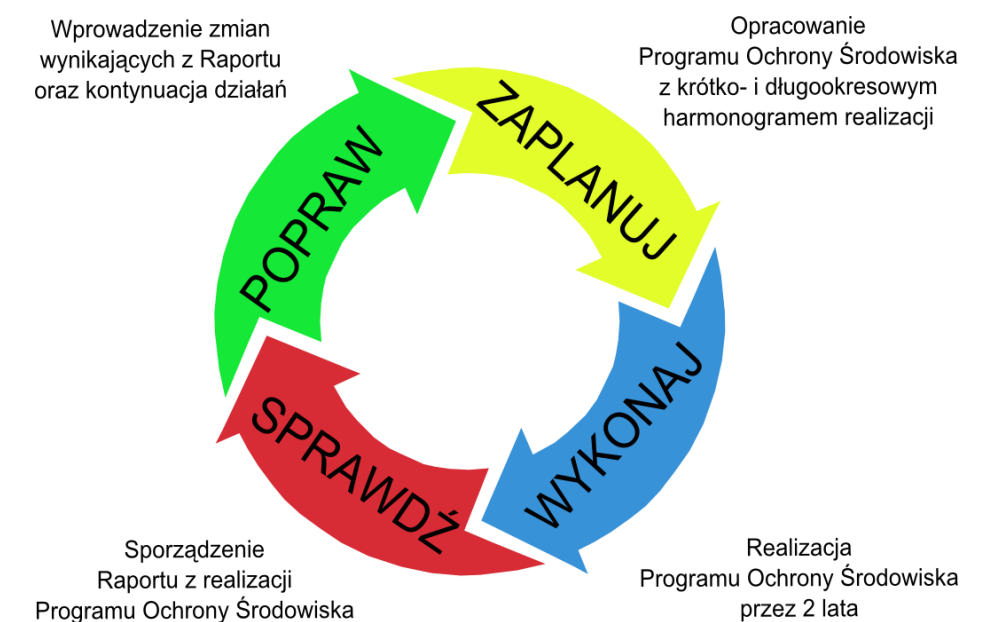 Wprowadzenie zmian
wynikających z Raportu
oraz kontynuacja działań
Opracowanie
Programu Ochrony Środowiska
z krótko- i długookresowym
harmonogramem realizacji
POPRAW
ZAPLANUJ
SPRAWDŹ
WYKONAJ
Sporządzenie
Raportu z realizacji
Programu Ochrony Środowiska
Realizacja
Programu Ochrony Środowiska
przez 2 lata